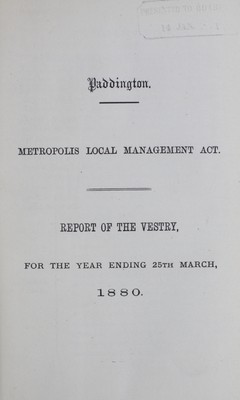 Paddington.
METROPOLIS LOCAL MANAGEMENT ACT.
REPORT OF THE VESTRY,
FOR THE YEAR ENDING 25TH MARCH,
1880.